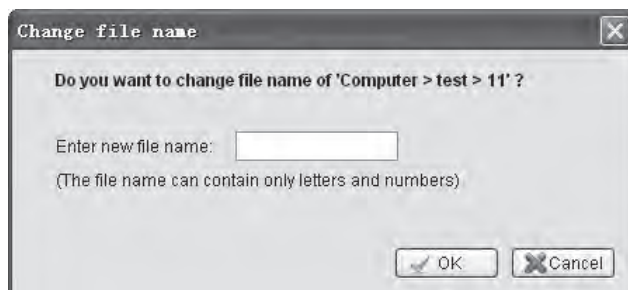 Change file name
Do you want to change file name of 'Computer > test > 11' ?
Enter new file name:
(The file name can contain only letters and numbers)
OK Cancel